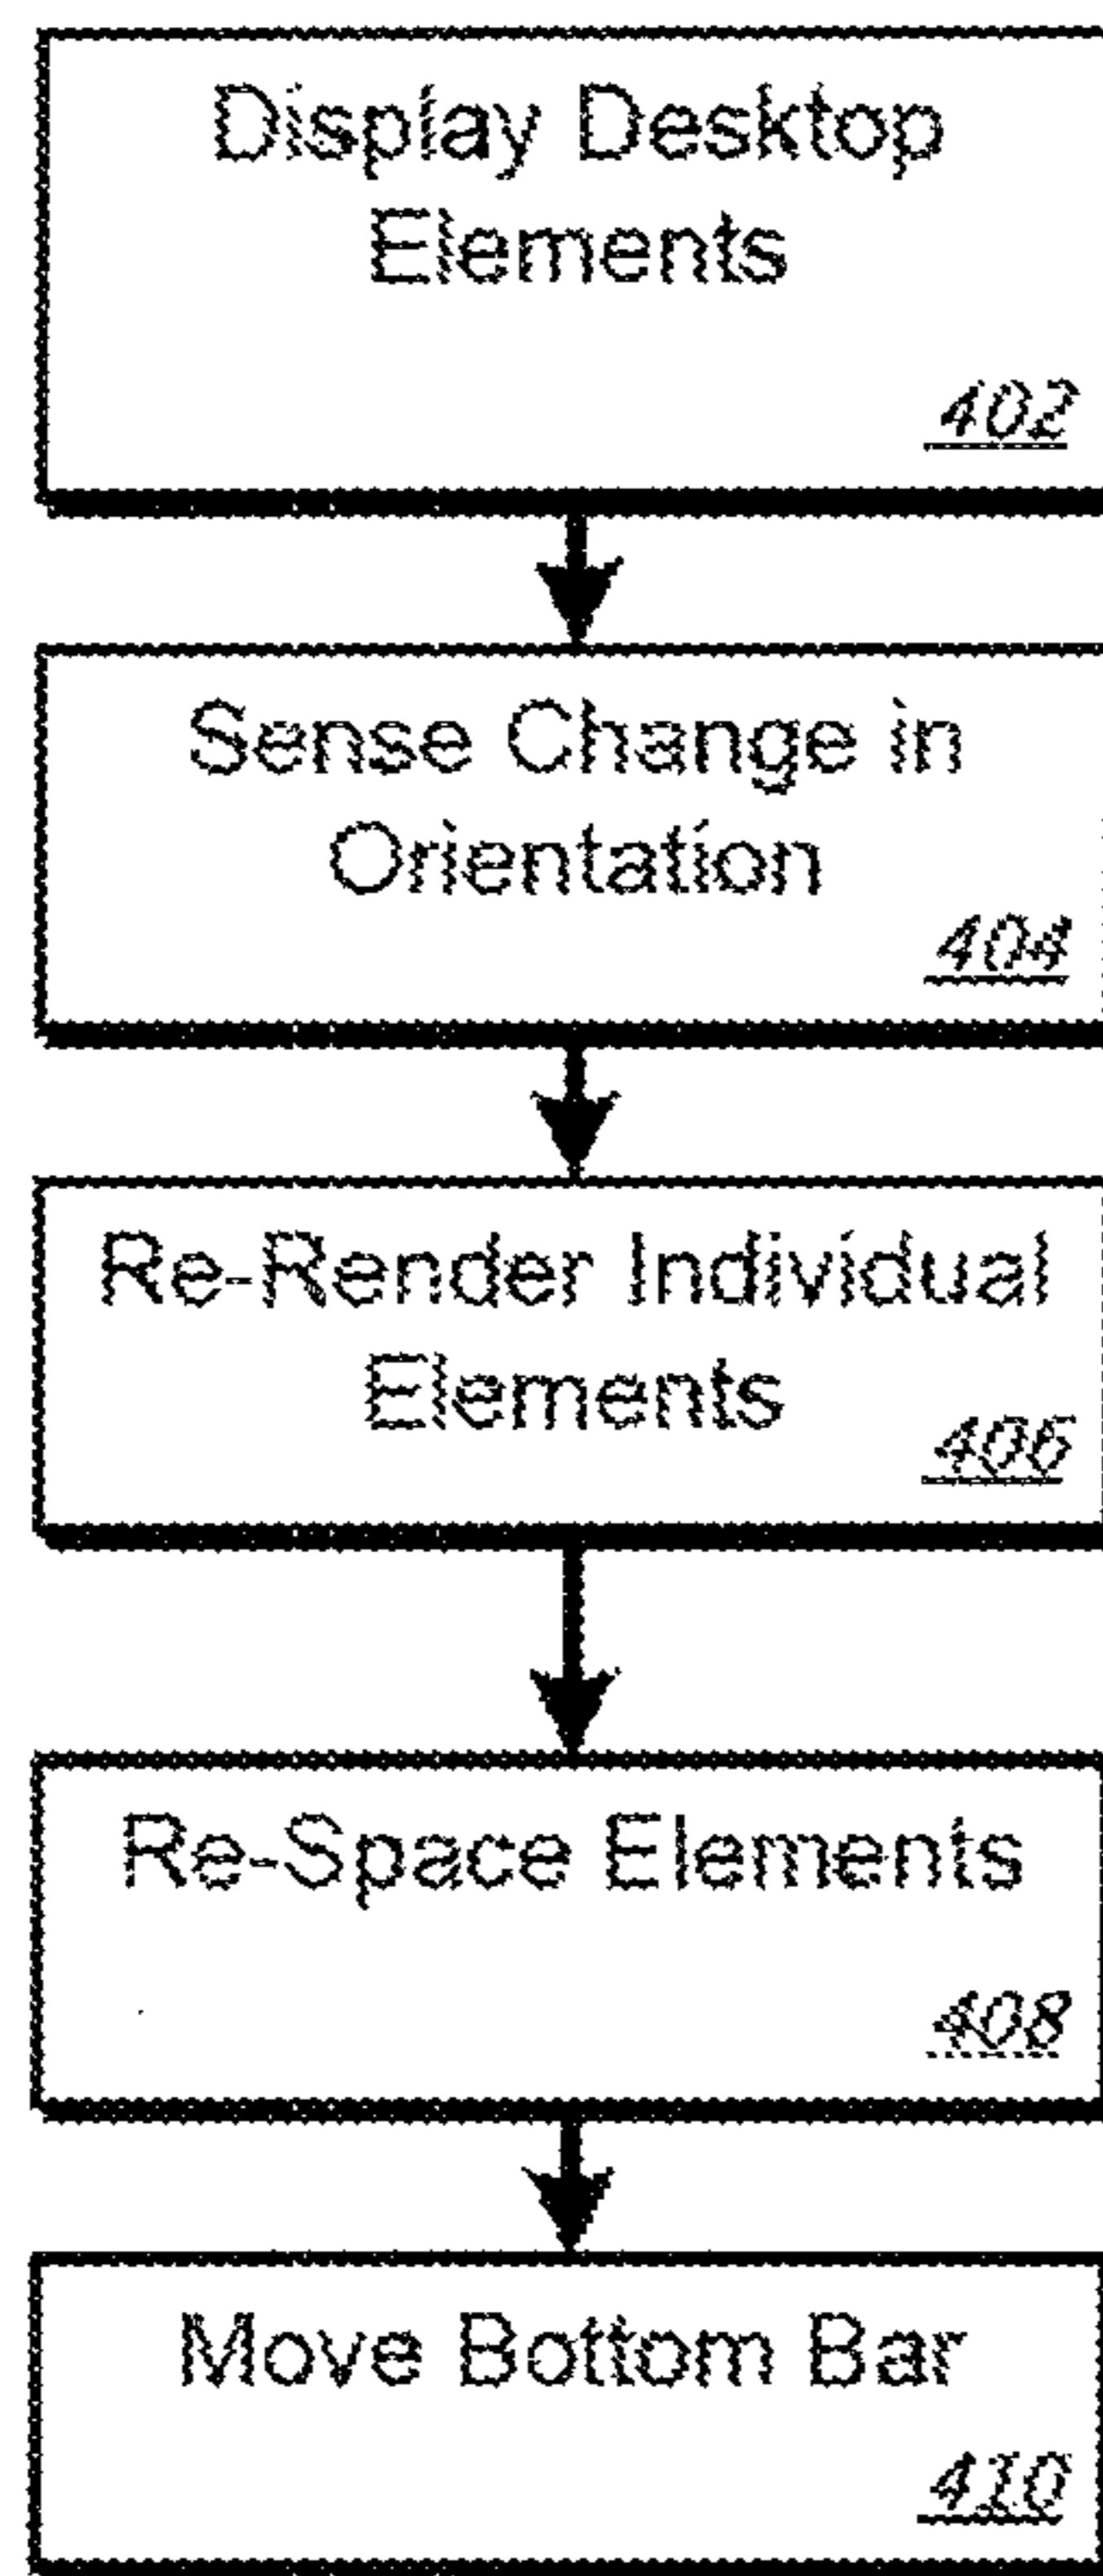 Display Desktop
Elements
402
Sense Change in
Orientation
404
Re-Render Individual
Elements
406
Re-Space Elements
408
Move Bottom Bar
410